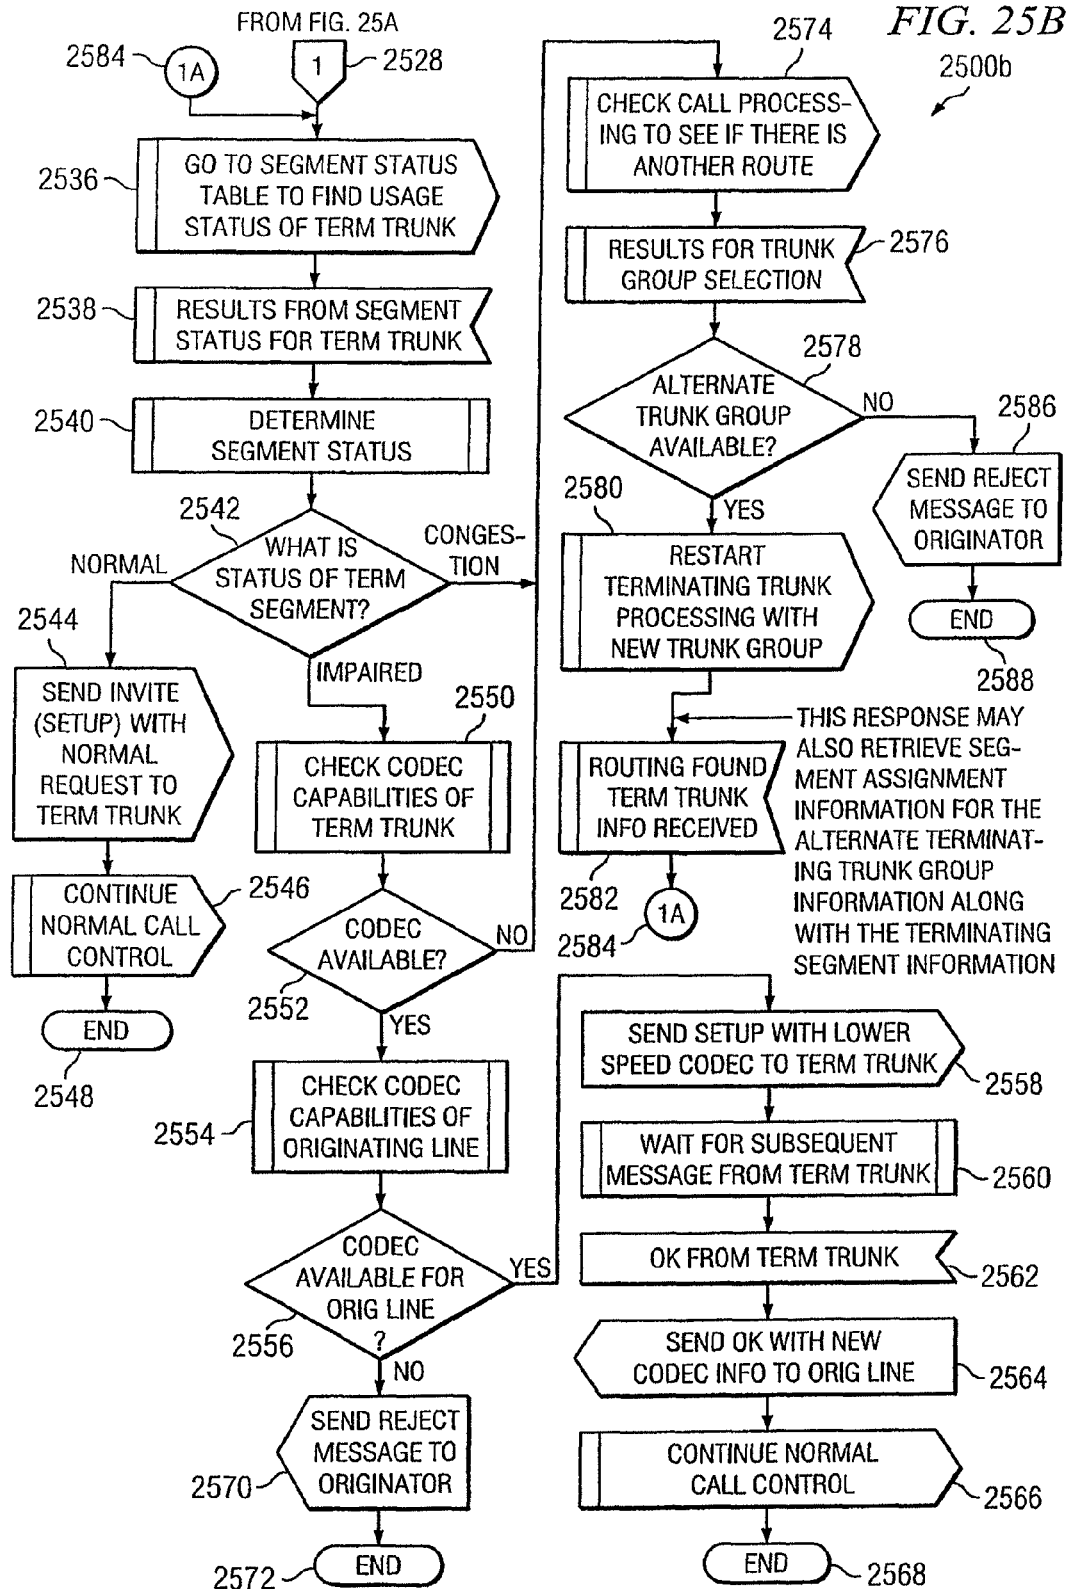 FROM FIG. 25A
FIG. 25B
2500b
2584
1A
1
2528
2536
GO TO SEGMENT STATUS
TABLE TO FIND USAGE
STATUS OF TERM TRUNK
2538
RESULTS FROM SEGMENT
STATUS FOR TERM TRUNK
2540
DETERMINE
SEGMENT STATUS
2542
WHAT IS
STATUS OF TERM
SEGMENT?
NORMAL
CONGES-
TION
IMPAIRED
2544
SEND INVITE
(SETUP) WITH
NORMAL
REQUEST TO
TERM TRUNK
2546
CONTINUE
NORMAL CALL
CONTROL
END
2548
2550
CHECK CODEC
CAPABILITIES OF
TERM TRUNK
CODEC
AVAILABLE?
NO
2552
YES
2554
CHECK CODEC
CAPABILITIES OF
ORIGINATING LINE
CODEC
AVAILABLE FOR
ORIG LINE
?
YES
2556
NO
SEND REJECT
MESSAGE TO
ORIGINATOR
2570
END
2572
2574
CHECK CALL PROCESS-
ING TO SEE IF THERE IS
ANOTHER ROUTE
RESULTS FOR TRUNK
GROUP SELECTION
2576
2578
ALTERNATE
TRUNK GROUP
AVAILABLE?
NO
2586
SEND REJECT
MESSAGE TO
ORIGINATOR
END
2588
YES
2580
RESTART
TERMINATING TRUNK
PROCESSING WITH
NEW TRUNK GROUP
ROUTING FOUND
TERM TRUNK
INFO RECEIVED
2582
1A
2584
THIS RESPONSE MAY
ALSO RETRIEVE SEG-
MENT ASSIGNMENT
INFORMATION FOR THE
ALTERNATE TERMINAT-
ING TRUNK GROUP
INFORMATION ALONG
WITH THE TERMINATING
SEGMENT INFORMATION
SEND SETUP WITH LOWER
SPEED CODEC TO TERM TRUNK
2558
WAIT FOR SUBSEQUENT
MESSAGE FROM TERM TRUNK
2560
OK FROM TERM TRUNK
2562
SEND OK WITH NEW
CODEC INFO TO ORIG LINE
2564
CONTINUE NORMAL
CALL CONTROL
2566
END
2568